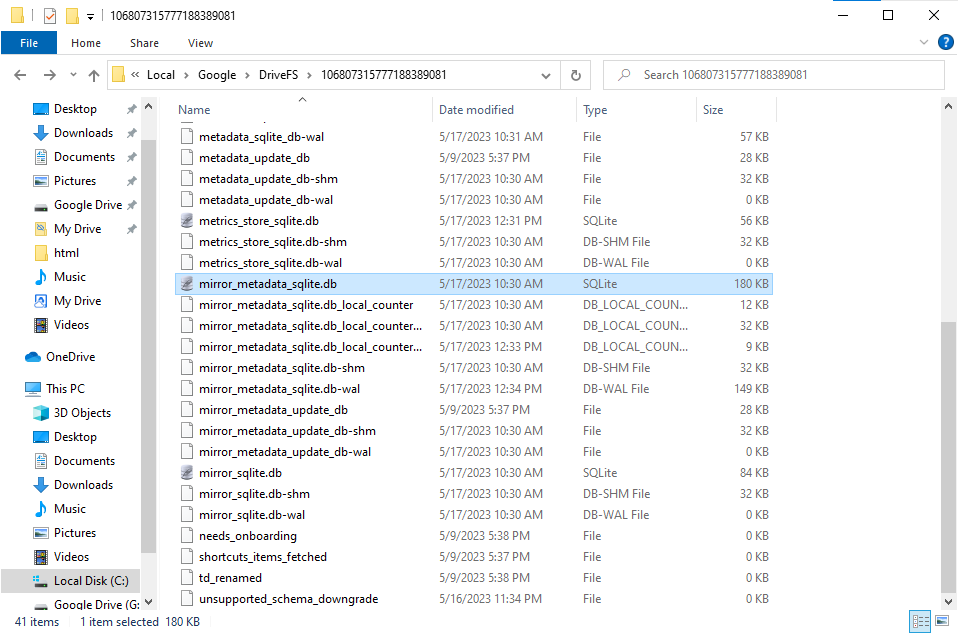 106807315777188389081
File Home Share View
« Local › Google › DriveFS › 106807315777188389081 Search 106807315777188389081
Desktop
Downloads
Documents
Pictures
Google Drive
My Drive
html
Music
My Drive
Videos
OneDrive
This PC
3D Objects
Desktop
Documents
Downloads
Music
Pictures
Videos
Local Disk (C:)
Google Drive (G:
Name Date modified Type Size
metadata_sqlite_db-wal 5/17/2023 10:31 AM File 57 KB
metadata_update_db 5/9/2023 5:37 PM File 28 KB
metadata_update_db-shm 5/17/2023 10:30 AM File 32 KB
metadata_update_db-wal 5/17/2023 10:30 AM File 0 KB
metrics_store_sqlite.db 5/17/2023 12:31 PM SQLite 56 KB
metrics_store_sqlite.db-shm 5/17/2023 10:30 AM DB-SHM File 32 KB
metrics_store_sqlite.db-wal 5/17/2023 10:30 AM DB-WAL File 0 KB
mirror_metadata_sqlite.db 5/17/2023 10:30 AM SQLite 180 KB
mirror_metadata_sqlite.db_local_counter 5/17/2023 10:30 AM DB_LOCAL_COUN... 12 KB
mirror_metadata_sqlite.db_local_counter... 5/17/2023 10:30 AM DB_LOCAL_COUN... 32 KB
mirror_metadata_sqlite.db_local_counter... 5/17/2023 12:33 PM DB_LOCAL_COUN... 9 KB
mirror_metadata_sqlite.db-shm 5/17/2023 10:30 AM DB-SHM File 32 KB
mirror_metadata_sqlite.db-wal 5/17/2023 12:34 PM DB-WAL File 149 KB
mirror_metadata_update_db 5/9/2023 5:37 PM File 28 KB
mirror_metadata_update_db-shm 5/17/2023 10:30 AM File 32 KB
mirror_metadata_update_db-wal 5/17/2023 10:30 AM File 0 KB
mirror_sqlite.db 5/17/2023 10:30 AM SQLite 84 KB
mirror_sqlite.db-shm 5/17/2023 10:30 AM DB-SHM File 32 KB
mirror_sqlite.db-wal 5/17/2023 10:30 AM DB-WAL File 0 KB
needs_onboarding 5/9/2023 5:38 PM File 0 KB
shortcuts_items_fetched 5/9/2023 5:37 PM File 0 KB
td_renamed 5/9/2023 5:38 PM File 0 KB
unsupported_schema_downgrade 5/16/2023 11:34 PM File 0 KB
41 items 1 item selected 180 KB